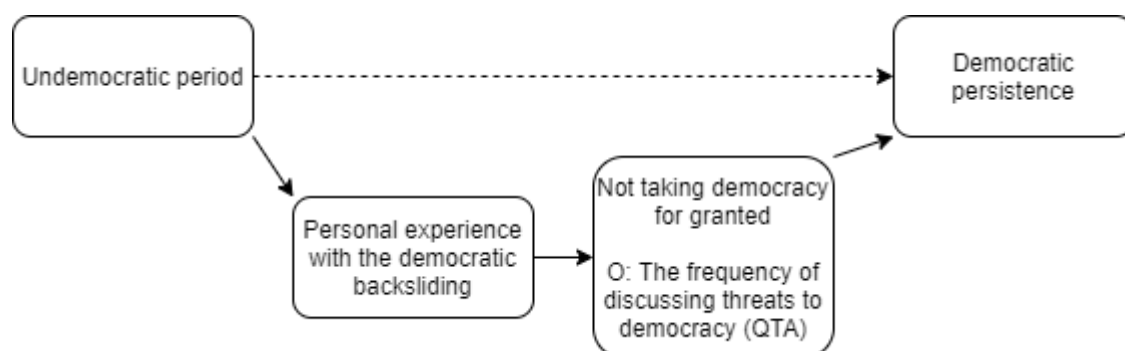 Undemocratic period
Democratic
persistence
Personal experience
with the democratic
backsliding
Not taking democracy
for granted
O: The frequency of
discussing threats to
democracy (QTA)